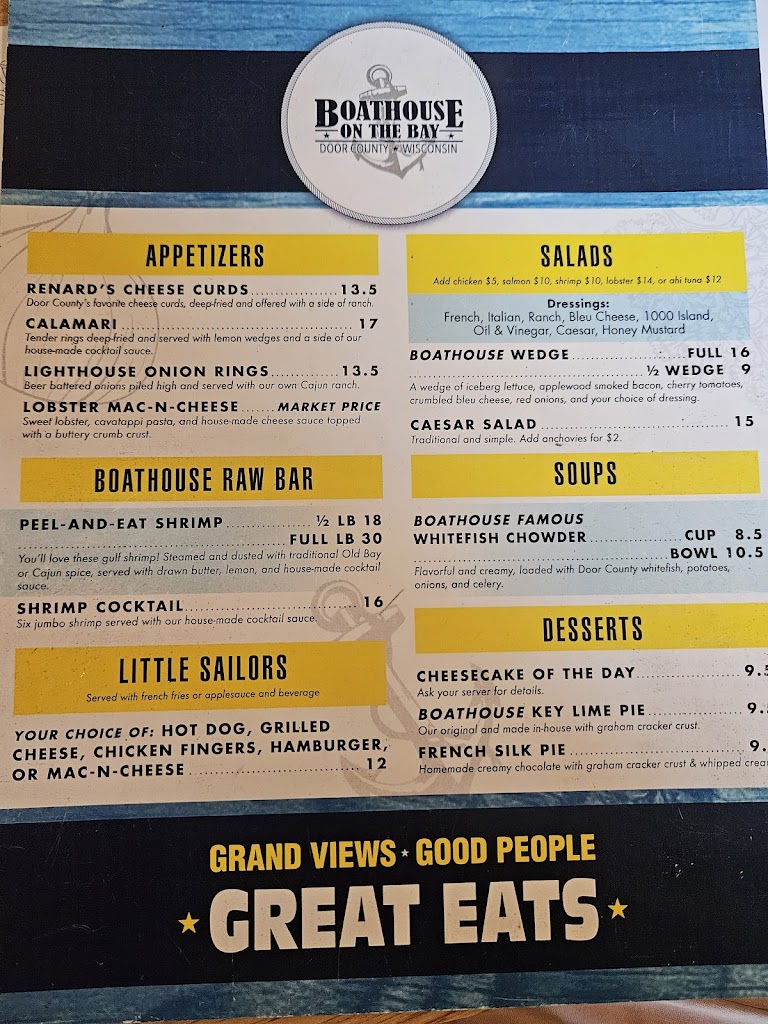 BOATHOUSE
ON THE BAY
DOOR COUNTY WISCONSIN
APPETIZERS
RENARD'S CHEESE CURDS 13.5
Door County's favorite cheese curds, deep-fried and offered with a side of ranch.
CALAMARI 17
Tender rings deep-fried and served with lemon wedges and a side of our
house-made cocktail sauce.
LIGHTHOUSE ONION RINGS 13.5
Beer battered onions piled high and served with our own Cajun ranch.
LOBSTER MAC-N-CHEESE MARKET PRICE
Sweet lobster, cavatappi pasta, and house-made cheese sauce topped
with a buttery crumb crust.
BOATHOUSE RAW BAR
PEEL-AND-EAT SHRIMP ½ LB 18
FULL LB 30
You'll love these gulf shrimp! Steamed and dusted with traditional Old Bay
or Cajun spice, served with drawn butter, lemon, and house-made cocktail
sauce.
SHRIMP COCKTAIL 16
Six jumbo shrimp served with our house-made cocktail sauce.
LITTLE SAILORS
Served with french fries or applesauce and beverage
YOUR CHOICE OF: HOT DOG, GRILLED
CHEESE, CHICKEN FINGERS, HAMBURGER,
OR MAC-N-CHEESE 12
SALADS
Add chicken $5, salmon $10, shrimp $10, lobster $14, or ahi tuna $12
Dressings:
French, Italian, Ranch, Bleu Cheese, 1000 Island,
Oil & Vinegar, Caesar, Honey Mustard
BOATHOUSE WEDGE FULL 16
½ WEDGE 9
A wedge of iceberg lettuce, applewood smoked bacon, cherry tomatoes,
crumbled bleu cheese, red onions, and your choice of dressing.
CAESAR SALAD 15
Traditional and simple. Add anchovies for $2.
SOUPS
BOATHOUSE FAMOUS
WHITEFISH CHOWDER CUP 8.5
BOWL 10.5
Flavorful and creamy, loaded with Door County whitefish, potatoes,
onions, and celery.
DESSERTS
CHEESECAKE OF THE DAY 9.5
Ask your server for details.
BOATHOUSE KEY LIME PIE 9.
Our original and made in-house with graham cracker crust.
FRENCH SILK PIE 9.
Homemade creamy chocolate with graham cracker crust & whipped
GRAND VIEWS GOOD PEOPLE
GREAT EATS